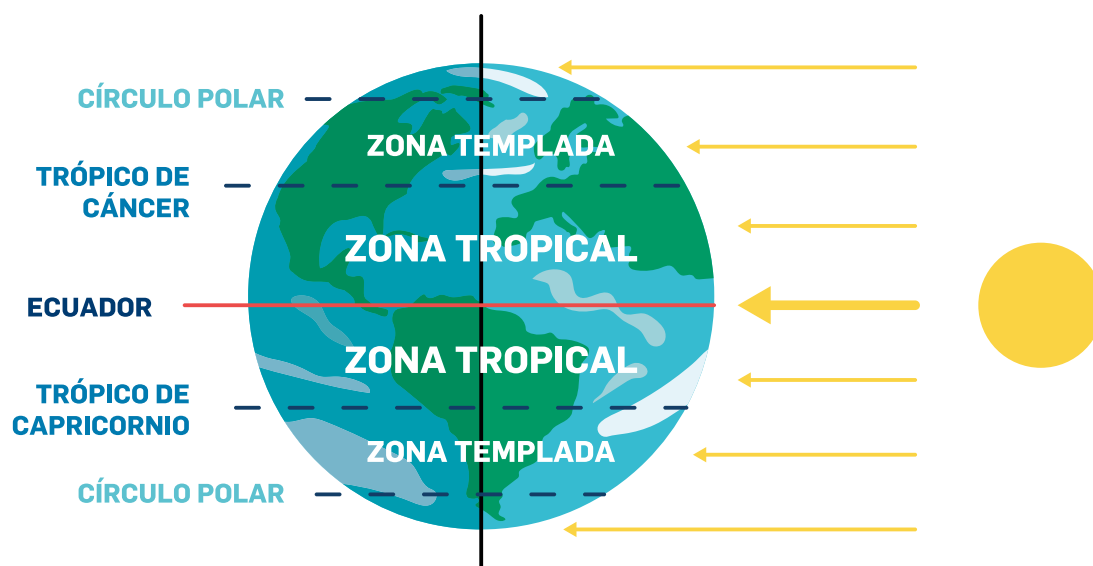 CÍRCULO POLAR
ZONA TEMPLADA
TRÓPICO DE
CÁNCER
ZONA TROPICAL
ECUADOR
ZONA TROPICAL
TRÓPICO DE
CAPRICORNIO
ZONA TEMPLADA
CÍRCULO POLAR